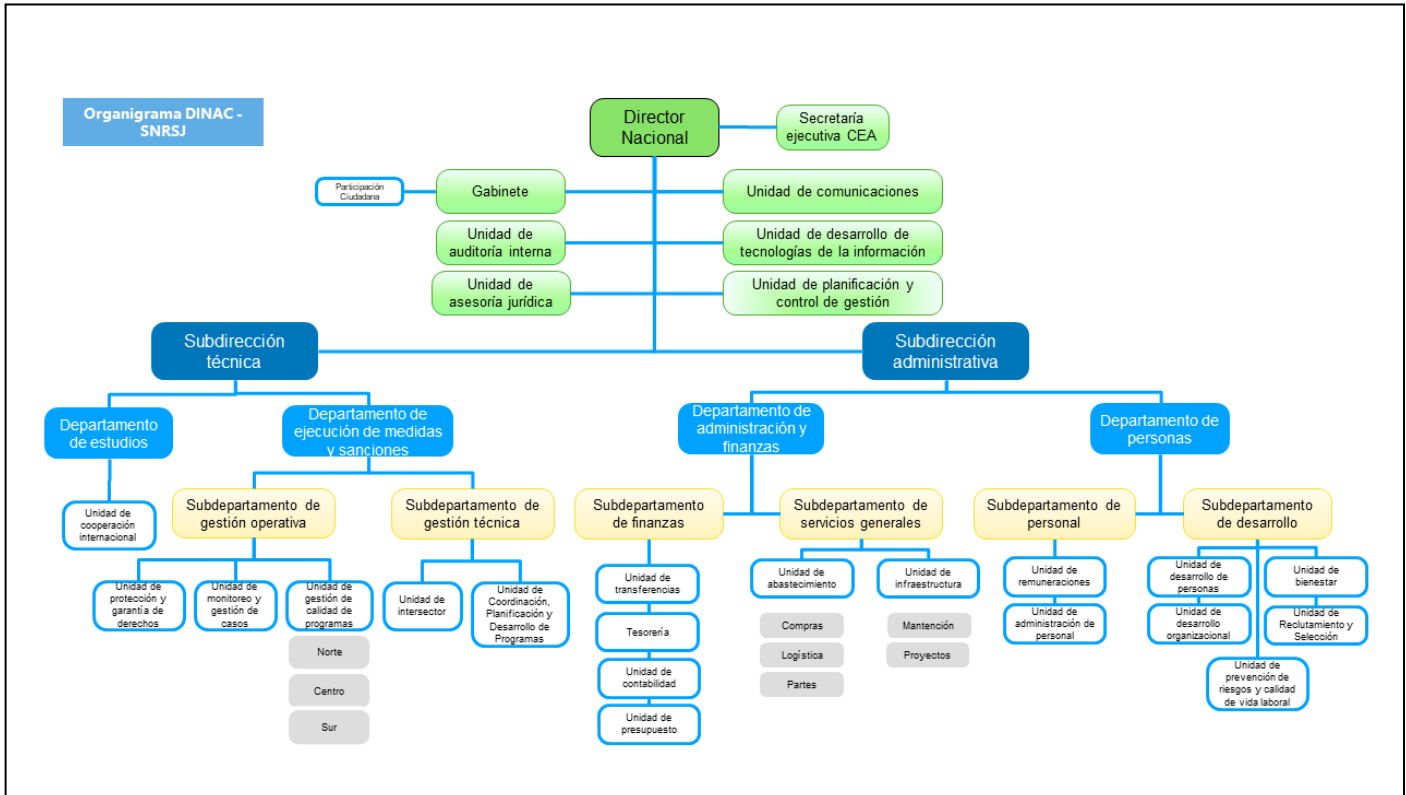 Organigrama DINAC -
SNRSJ
Director
Nacional
Secretaría
ejecutiva CEA
Participación
Ciudadana
Gabinete
Unidad de comunicaciones
Unidad de
auditoría interna
Unidad de desarrollo de
tecnologías de la información
Unidad de
asesoría jurídica
Unidad de planificación y
control de gestión
Subdirección
técnica
Subdirección
administrativa
Departamento
de estudios
Departamento de
ejecución de medidas
y sanciones
Departamento de
administración y
finanzas
Departamento de
personas
Unidad de
cooperación
internacional
Subdepartamento de
gestión operativa
Subdepartamento de
gestión técnica
Subdepartamento
de finanzas
Subdepartamento de
servicios generales
Subdepartamento de
personal
Subdepartamento
de desarrollo
Unidad de
protección y
garantía de
derechos
Unidad de
monitoreo y
gestión de
casos
Unidad de
gestión de
calidad de
programas
Norte
Centro
Sur
Unidad de
intersector
Unidad de
Coordinación,
Planificación y
Desarrollo de
Programas
Unidad de
transferencias
Tesorería
Unidad de
contabilidad
Unidad de
presupuesto
Unidad de
abastecimiento
Compras
Logística
Partes
Unidad de
infraestructura
Mantención
Proyectos
Unidad de
remuneraciones
Unidad de
administración de
personal
Unidad de
desarrollo de
personas
Unidad de
desarrollo
organizacional
Unidad de
bienestar
Unidad de
Reclutamiento y
Selección
Unidad de
prevención de
riesgos y calidad
de vida laboral